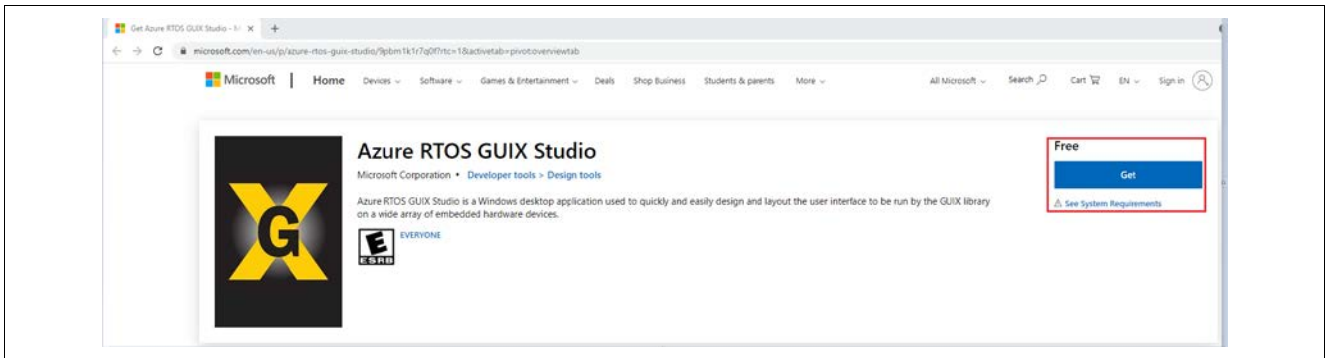 Get Azure RTOS GUIX Studio - Mi
microsoft.com/en-us/p/azure-rtos-guix-studio/9pbm1k1r7q0f?rtc=1&activetab=pivot:overviewtab
Microsoft | Home Devices Software Games & Entertainment Deals Shop Business Students & parents More All Microsoft Search Cart EN Sign in
Azure RTOS GUIX Studio
Microsoft Corporation • Developer tools > Design tools
Azure RTOS GUIX Studio is a Windows desktop application used to quickly and easily design and layout the user interface to be run by the GUIX library
on a wide array of embedded hardware devices.
G
E
ESRB
EVERYONE
Free
Get
See System Requirements